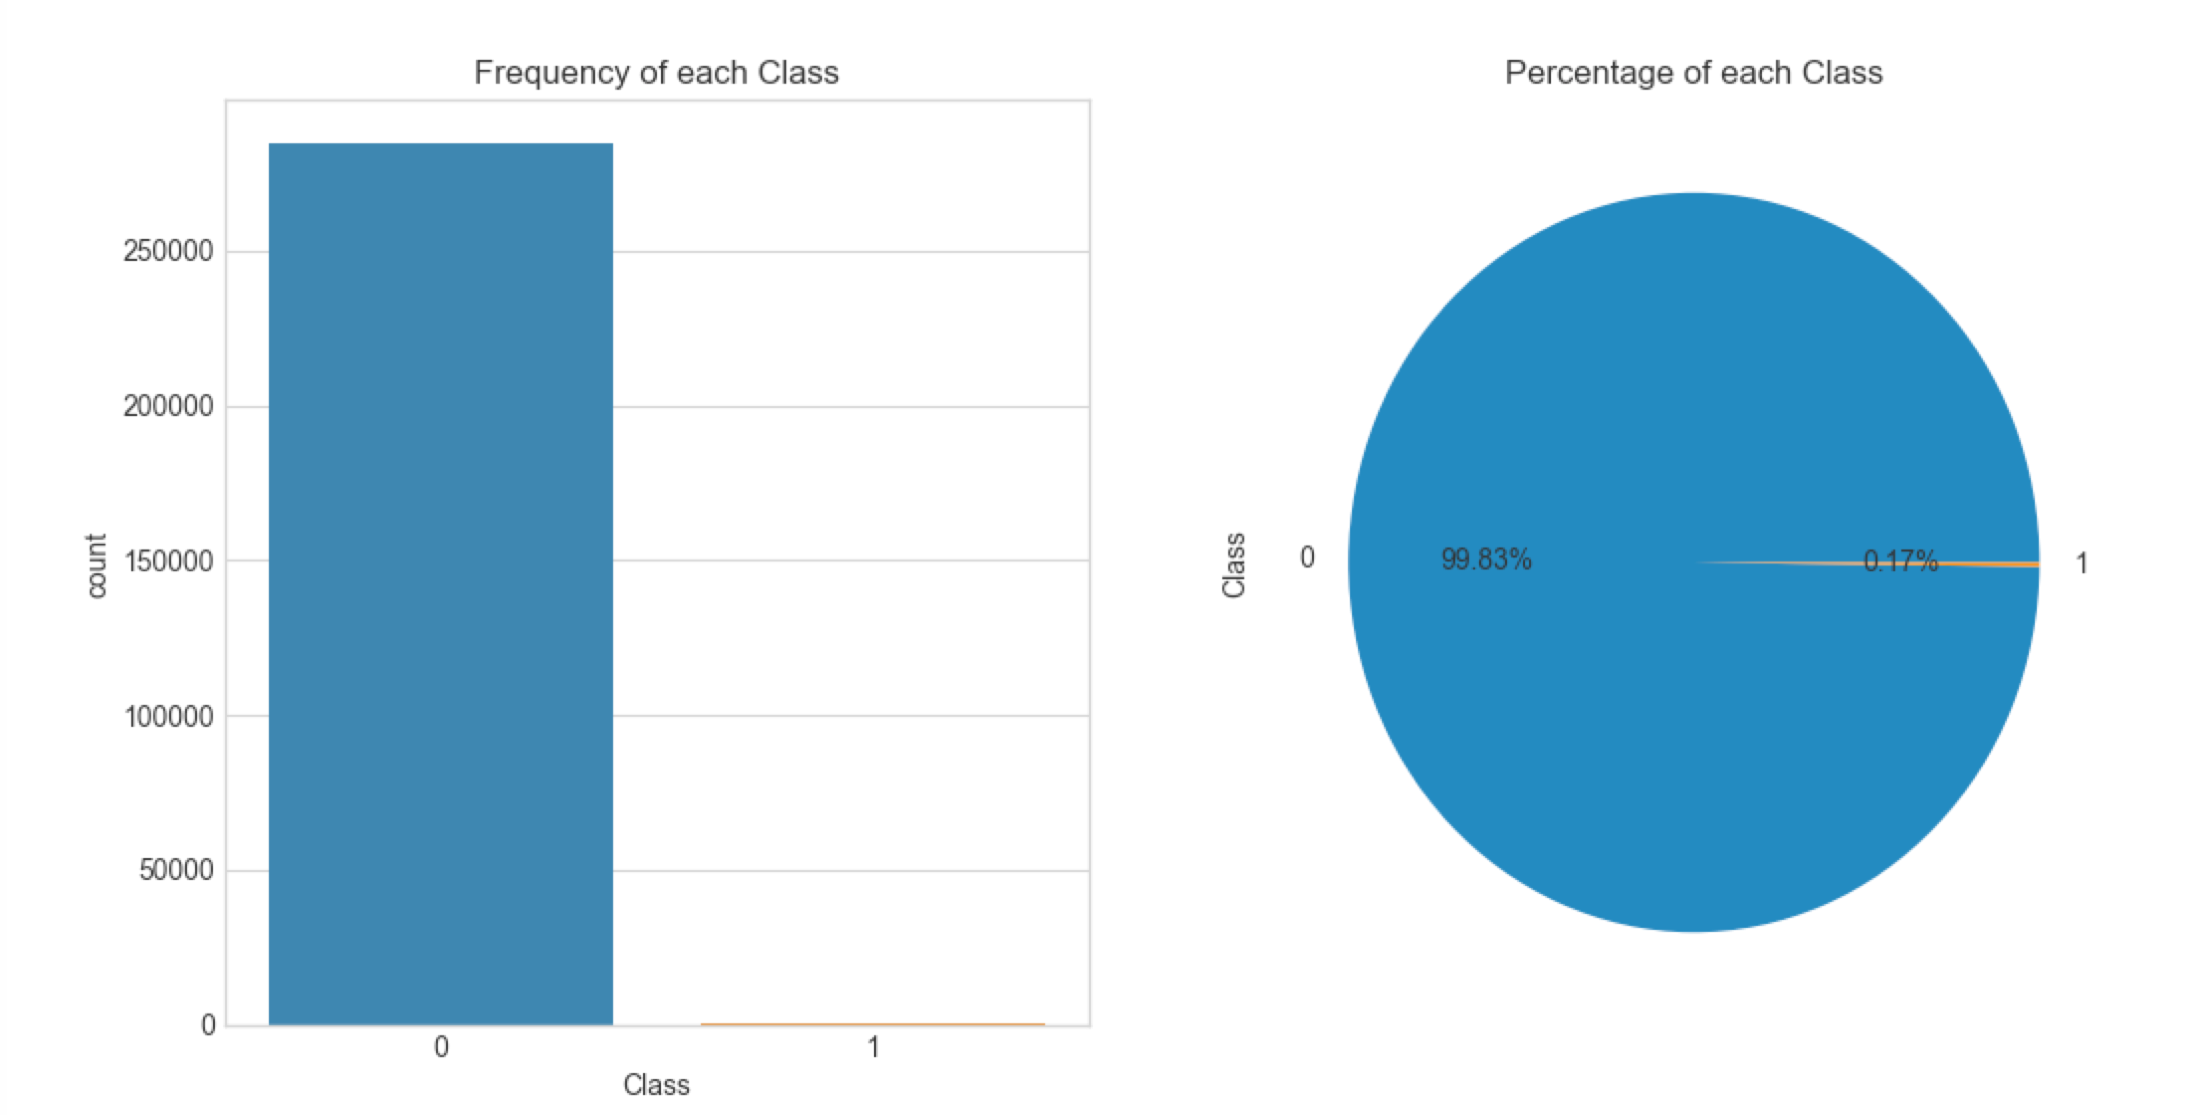 Frequency of each Class
250000
200000
150000
100000
50000
0
count
0
1
Class
Percentage of each Class
Class
0
99.83%
0.17%
1